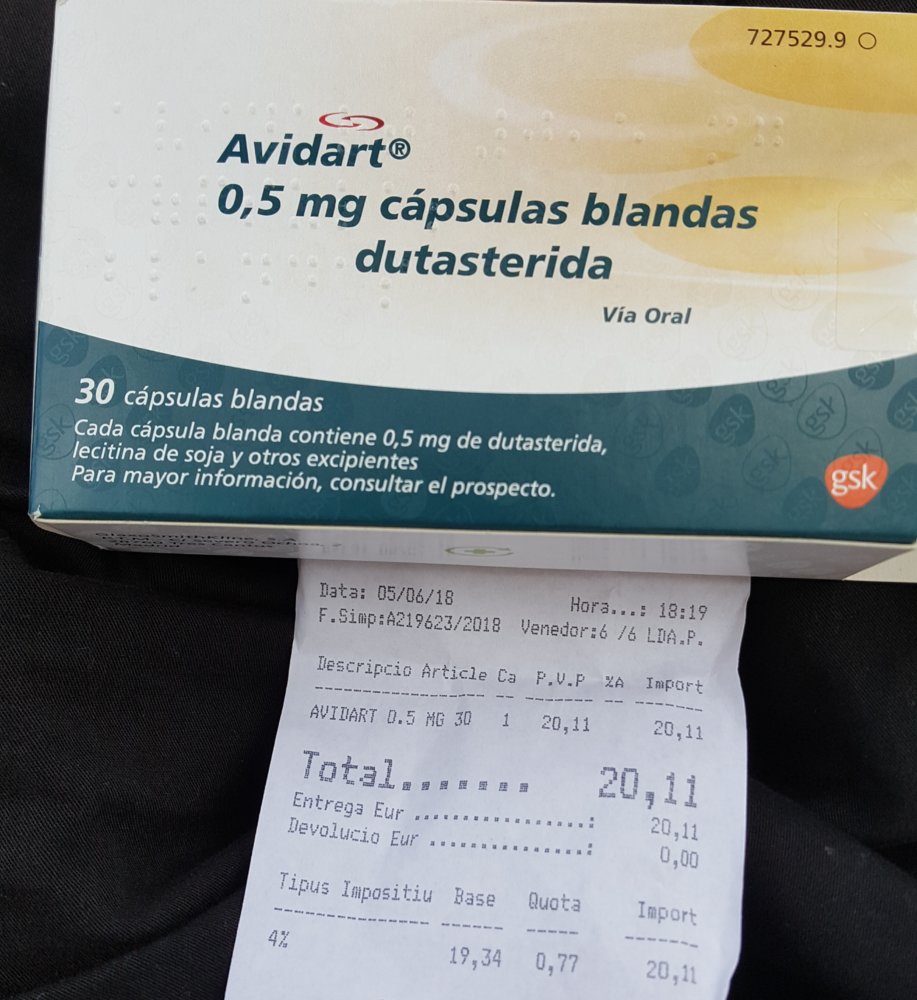 727529.9
Avidart®
0,5 mg cápsulas blandas
dutasterida
Vía Oral
30 cápsulas blandas
Cada cápsula blanda contiene 0,5 mg de dutasterida,
lecitina de soja y otros excipientes
Para mayor información, consultar el prospecto.
gsk
Data: 05/06/18 Hora...: 18:19
F.Simp:A219623/2018 Venedor:6 /6 LDA.P.
Descripcio Article Ca P.V.P %A Import
AVIDART 0.5 MG 30 1 20,11 20,11
Total....... 20,11
Entrega Eur ................: 20,11
Devolucio Eur ..............: 0,00
Tipus Impositiu Base Quota Import
4% 19,34 0,77 20,11